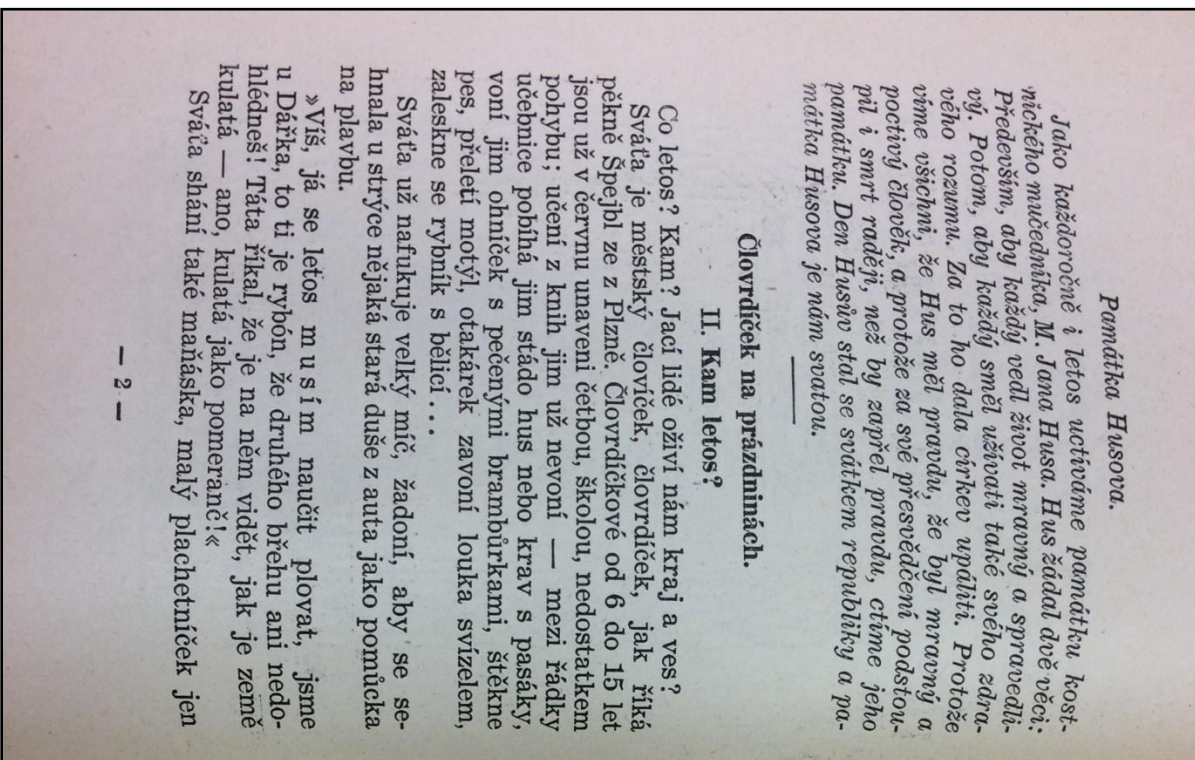 Památka Husova.
Jako každoročně i letos uctíváme památku kost-
nického mučedníka, M. Jana Husa. Hus žádal dvě věci:
Především, aby každý vedl život mravný a spravedli-
vý. Potom, aby každý směl užívati také svého zdra-
vého rozumu. Za to ho dala církev upáliti. Protože
víme všichni, že Hus měl pravdu, že byl mravný a
poctivý člověk, a protože za své přesvědčení podstou-
pil i smrt raději, než by zapřel pravdu, ctíme jeho
památku. Den Husův stal se svátkem republiky a pa-
mátka Husova je nám svatou.
Človrdíček na prázdninách.
II. Kam letos?
Co letos? Kam? Jací lidé oživí nám kraj a ves?
Sváťa je městský človíček, človrdíček, jak říká
pěkně Špejbl ze z Plzně. Človrdíčkové od 6 do 15 let
jsou už v červnu unaveni četbou, školou, nedostatkem
pohybu; učení z knih jim už nevoní — mezi řádky
učebnice pobíhá jim stádo hus nebo krav s pasáky,
voní jim ohníček s pečenými brambůrkami, štěkne
pes, přeletí motýl, otakárek zavoní louka svízelem,
zaleskne se rybník s bělicí...
Sváťa už nafukuje velký míč, žadoní, aby se se-
hnala u strýce nějaká stará duše z auta jako pomůcka
na plavbu.
»Víš, já se letos musím naučit plovat, jsme
u Dářka, to ti je rybón, že druhého břehu ani nedo-
hlédneš! Táta říkal, že je na něm vidět, jak je země
kulatá — ano, kulatá jako pomeranč!«
Sváťa shání také maňáska, malý plachetníček jen
— 2 —